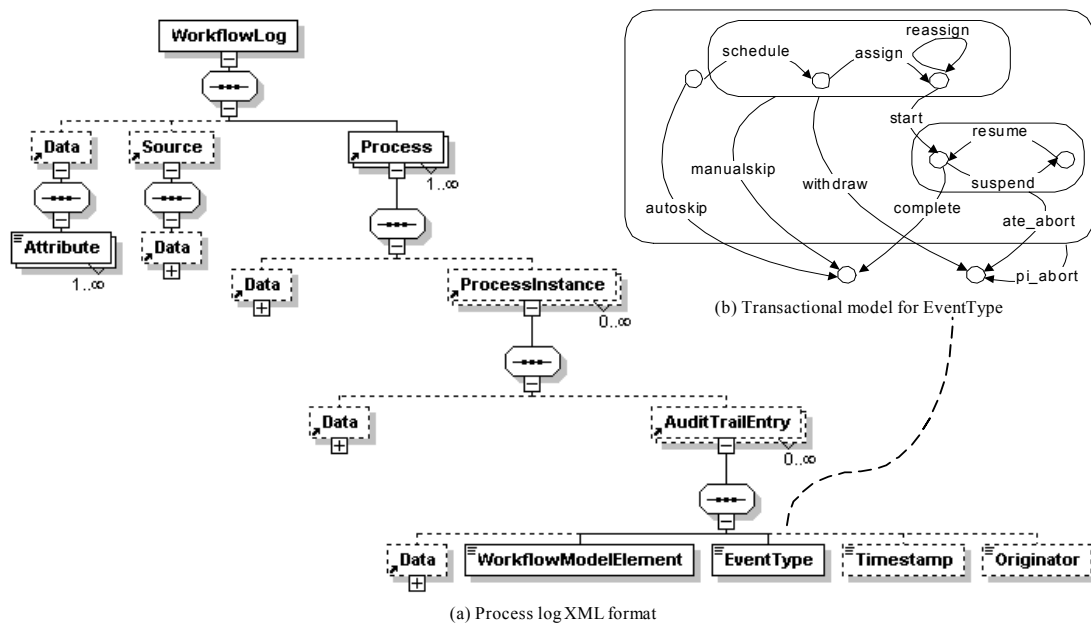 WorkflowLog
Data
Source
Process
1..∞
Attribute
1..∞
Data
Data
ProcessInstance
0..∞
Data
AuditTrailEntry
0..∞
Data
WorkflowModelElement
EventType
Timestamp
Originator
(a) Process log XML format
reassign
schedule
assign
start
resume
suspend
manualskip
withdraw
autoskip
complete
ate_abort
pi_abort
(b) Transactional model for EventType